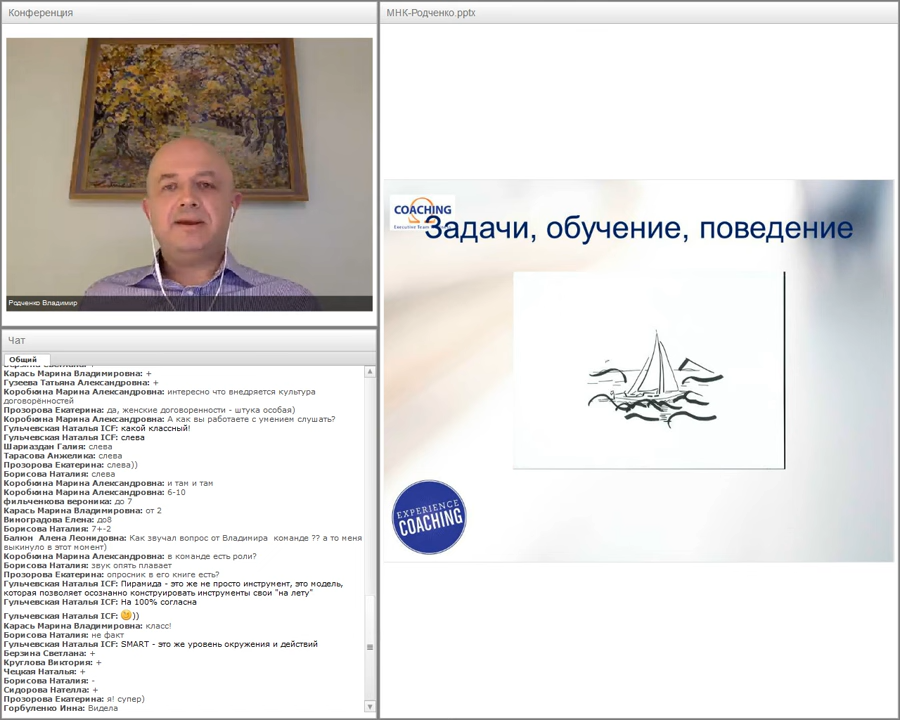 Конференция
Родченко Владимир
Чат
Общий
Карась Марина Владимировна: +
Гузеева Татьяна Александровна: +
Коробкина Марина Александровна: интересно что внедряется культура
договорённостей
Прозорова Екатерина: да, женские договоренности - штука особая)
Коробкина Марина Александровна: А как вы работаете с умением слушать?
Гульчевская Наталья ICF: какой классный!
Гульчевская Наталья ICF: слева
Шариаздан Галия: слева
Тарасова Анжелика: слева
Прозорова Екатерина: слева))
Борисова Наталия: слева
Коробкина Марина Александровна: и там и там
Коробкина Марина Александровна: 6-10
фильченкова вероника: до 7
Карась Марина Владимировна: от 2
Виноградова Елена: до8
Борисова Наталия: 7+-2
Балюн Алена Леонидовна: Как звучал вопрос от Владимира команде ?? а то меня
выкинуло в этот момент)
Коробкина Марина Александровна: в команде есть роли?
Борисова Наталия: звук опять плавает
Прозорова Екатерина: опросник в его книге есть?
Гульчевская Наталья ICF: Пирамида - это же не просто инструмент, это модель,
которая позволяет осознанно конструировать инструменты свои "на лету"
Гульчевская Наталья ICF: На 100% согласна
Гульчевская Наталья ICF: ))
Карась Марина Владимировна: класс!
Борисова Наталия: не факт
Гульчевская Наталья ICF: SMART - это же уровень окружения и действий
Берзина Светлана: +
Круглова Виктория: +
Чецкая Наталья: +
Борисова Наталия: -
Сидорова Нателла: +
Прозорова Екатерина: я! супер)
Горбуленко Инна: Видела
МНК-Родченко.pptx
COACHING
Executive Team
Задачи, обучение, поведение
EXPERIENCE
COACHING